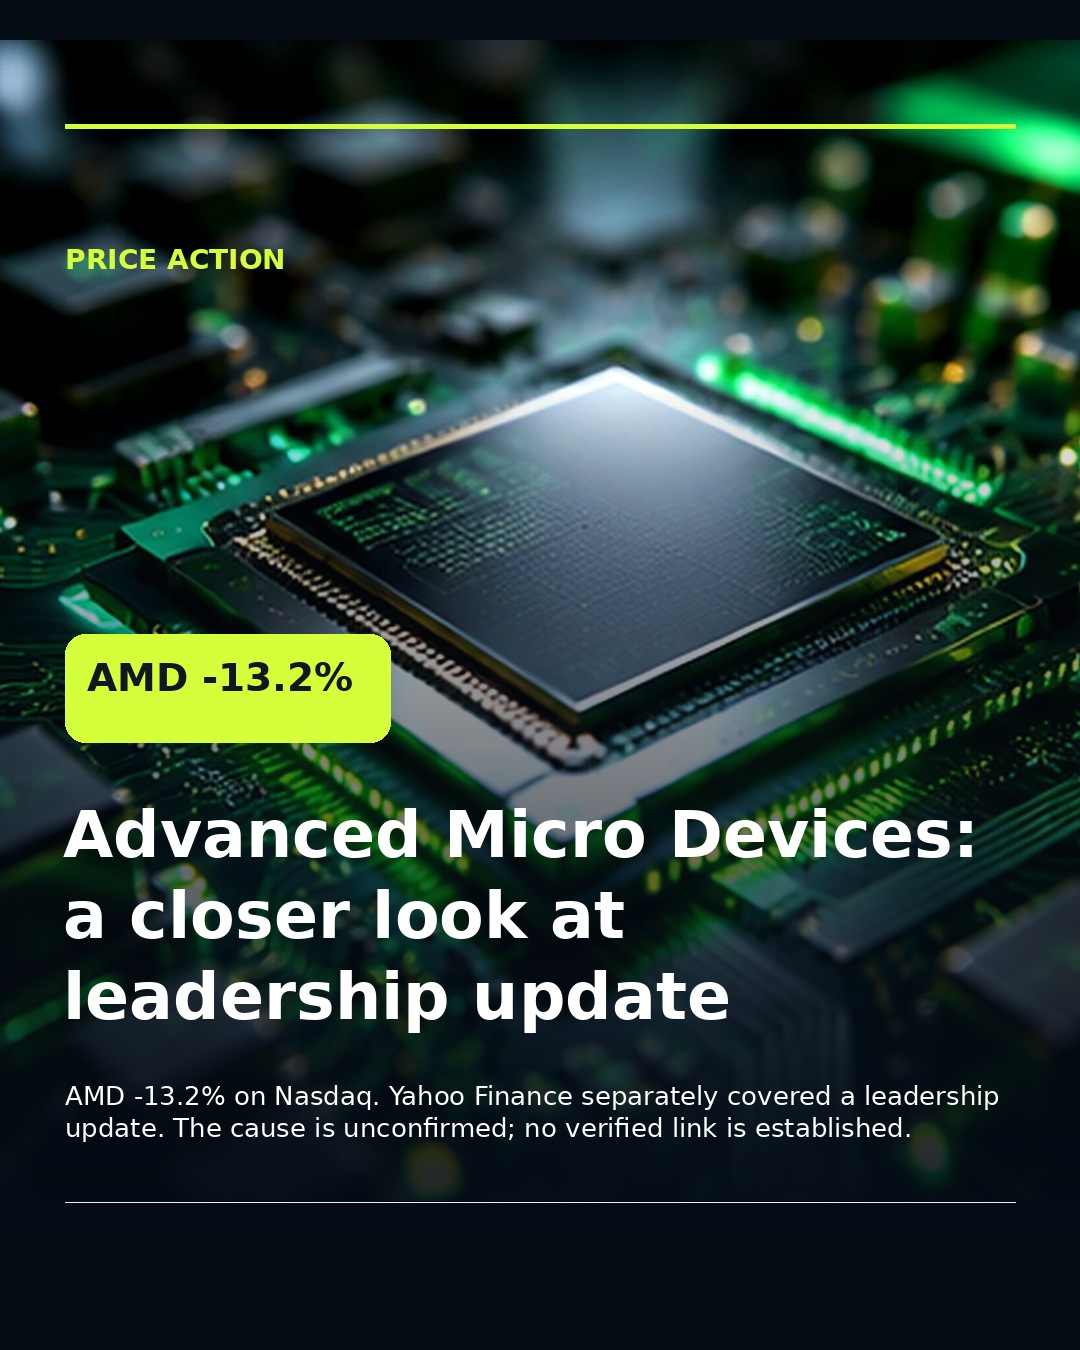 PRICE ACTION
AMD -13.2%
Advanced Micro Devices:
a closer look at
leadership update
AMD -13.2% on Nasdaq. Yahoo Finance separately covered a leadership
update. The cause is unconfirmed; no verified link is established.